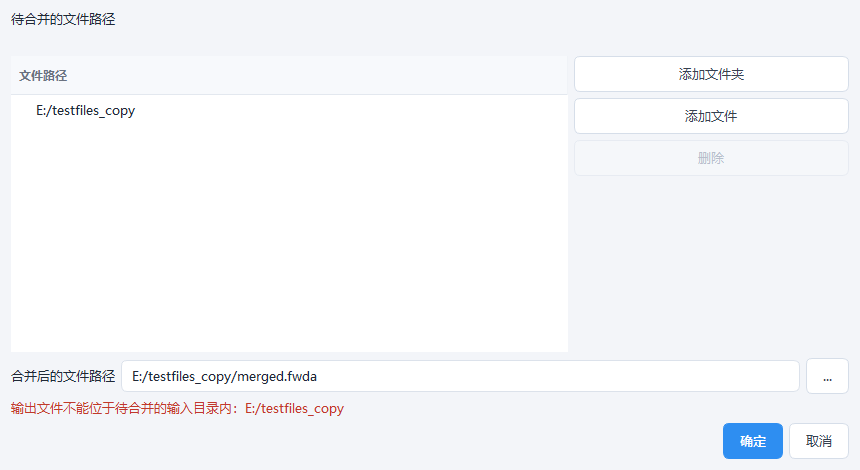 待合并的文件路径
文件路径
添加文件夹
E:/testfiles_copy
添加文件
删除
合并后的文件路径 E:/testfiles_copy/merged.fwda ...
输出文件不能位于待合并的输入目录内：E:/testfiles_copy
确定 取消